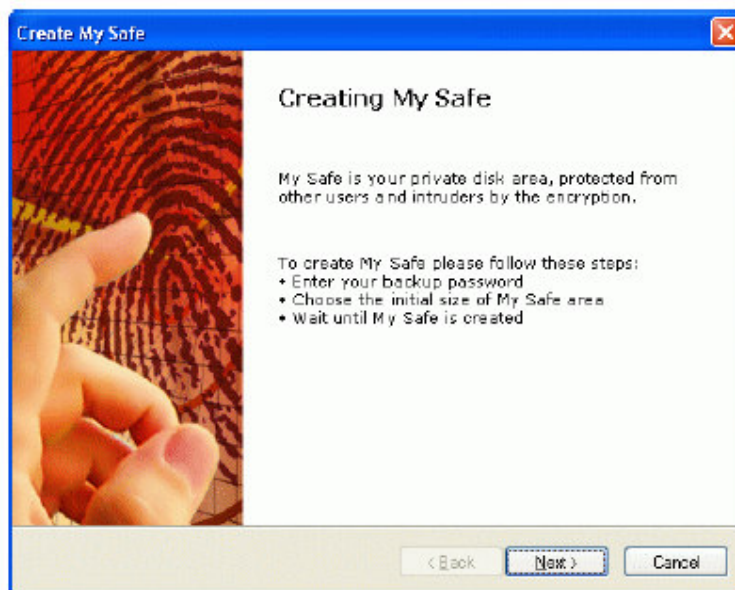 Create My Safe
Creating My Safe
My Safe is your private disk area, protected from
other users and intruders by the encryption.
To create My Safe please follow these steps:
• Enter your backup password
• Choose the initial size of My Safe area
• Wait until My Safe is created
< Back Next > Cancel